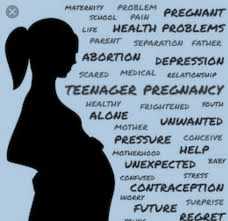 MATERNITY PROBLEM PREGNANT
SCHOOL PAIN
LIFE HEALTH PROBLEMS
PARENT SEPARATION FATHER
ABORTION DEPRESSION
SCARED MEDICAL RELATIONSHIP
TEENAGER PREGNANCY
HEALTHY FRIGHTENED YOUTH
ALONE UNWANTED
MOTHER
PRESSURE CONCEIVE
MOTHERHOOD HELP
UNEXPECTED BABY
CONFUSED STRESS
CONTRACEPTION
WORRY SURPRISE
FUTURE
REGRET